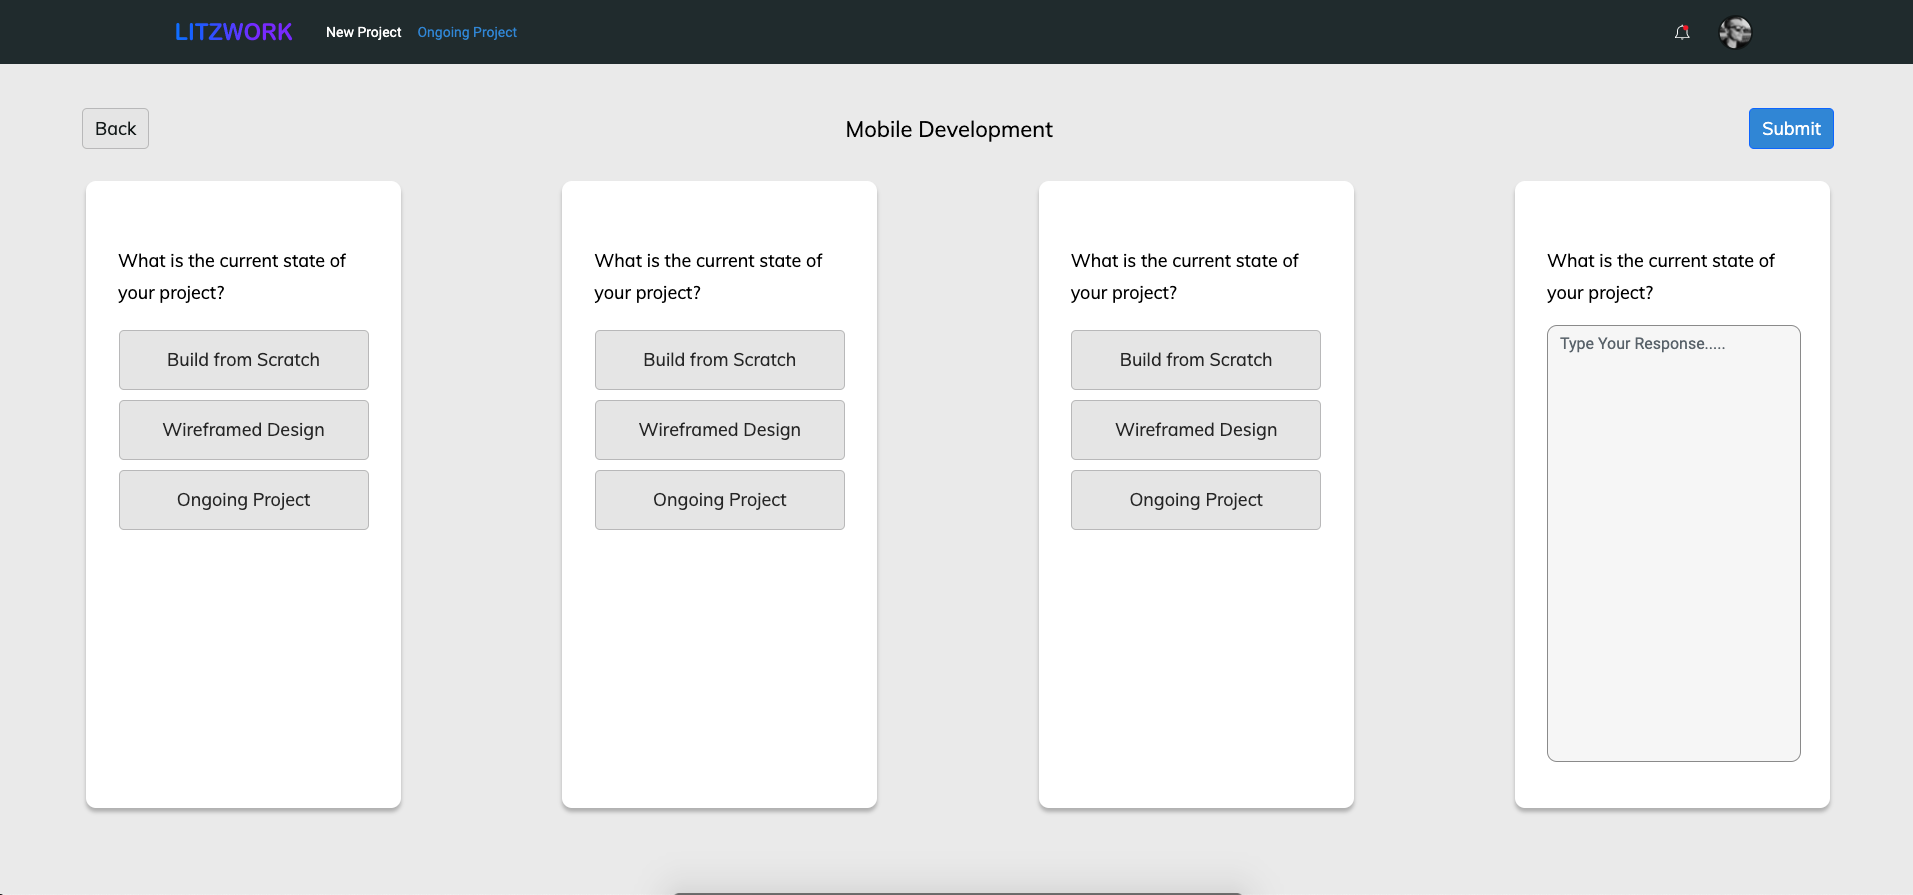 LITZWORK New Project Ongoing Project
Back Mobile Development Submit
What is the current state of
your project?
Build from Scratch
Wireframed Design
Ongoing Project
What is the current state of
your project?
Build from Scratch
Wireframed Design
Ongoing Project
What is the current state of
your project?
Build from Scratch
Wireframed Design
Ongoing Project
What is the current state of
your project?
Type Your Response.....